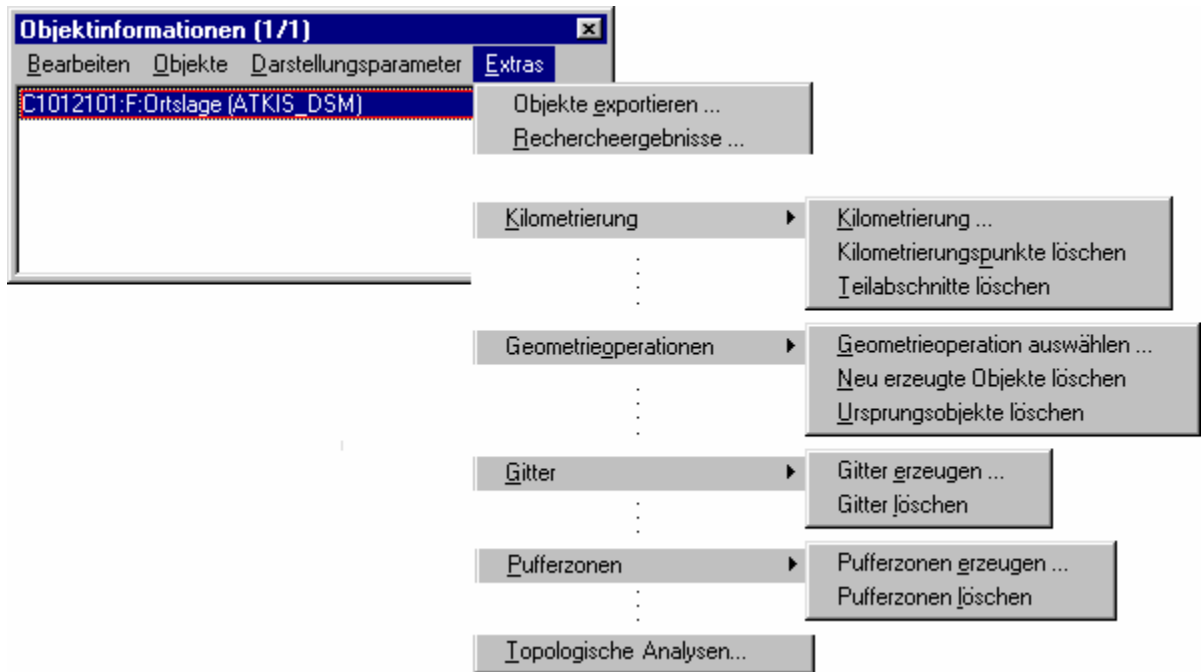 Objektinformationen (1/1)
Bearbeiten Objekte Darstellungsparameter Extras
C1012101:F:Ortslage (ATKIS_DSM)
Objekte exportieren ...
Rechercheergebnisse ...
Kilometrierung
Kilometrierung ...
Kilometrierungspunkte löschen
Teilabschnitte löschen
Geometrieoperationen
Geometrieoperation auswählen ...
Neu erzeugte Objekte löschen
Ursprungsobjekte löschen
Gitter
Gitter erzeugen ...
Gitter löschen
Pufferzonen
Pufferzonen erzeugen ...
Pufferzonen löschen
Topologische Analysen...